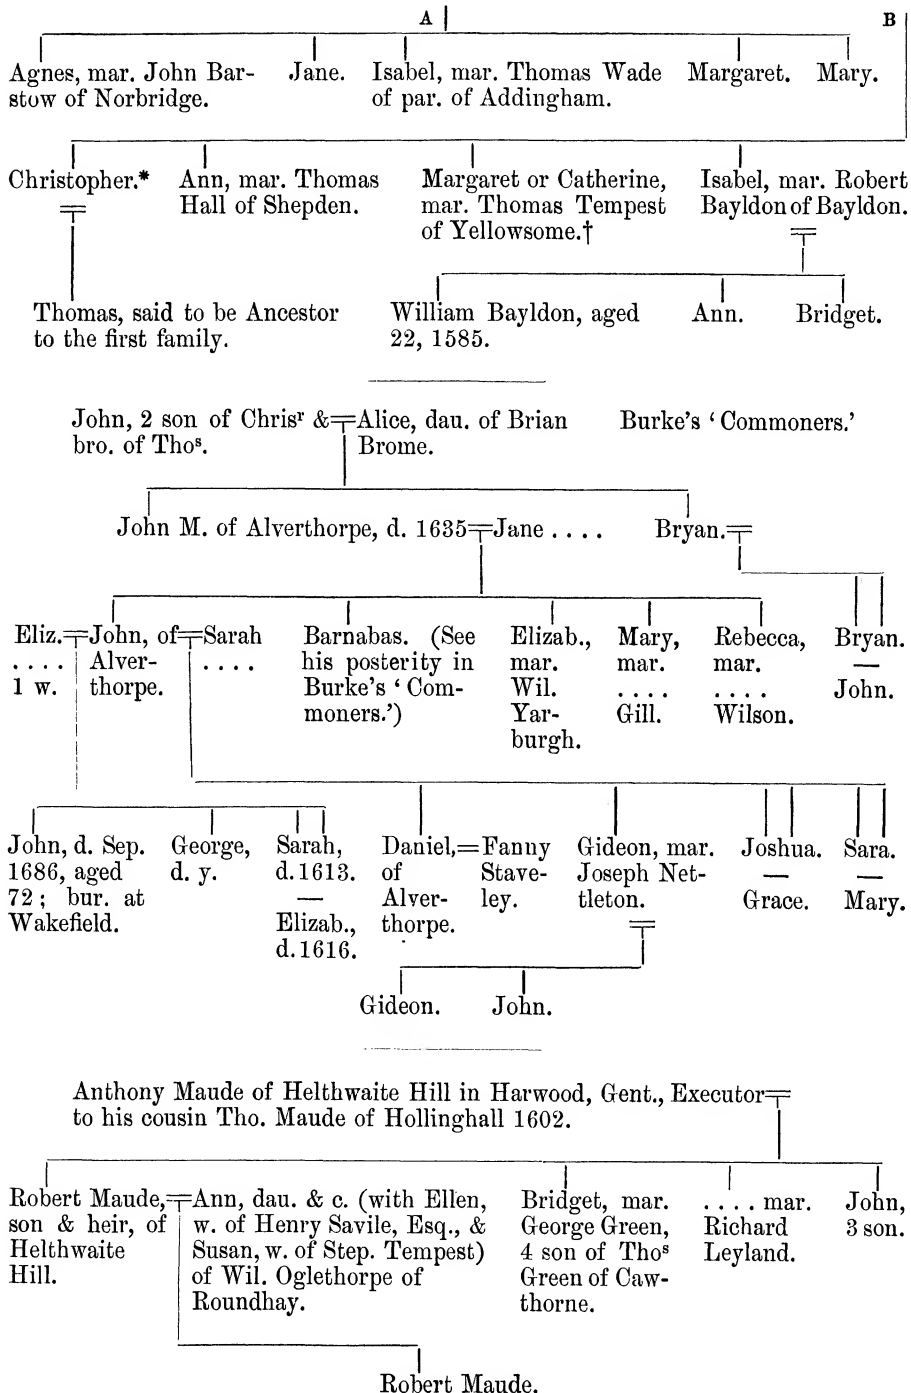 A B
Agnes, mar. John Bar-
stow of Norbridge.
Jane.
Isabel, mar. Thomas Wade
of par. of Addingham.
Margaret.
Mary.
Christopher.*
Ann, mar. Thomas
Hall of Shepden.
Margaret or Catherine,
mar. Thomas Tempest
of Yellowsome.†
Isabel, mar. Robert
Bayldon of Bayldon.
Thomas, said to be Ancestor
to the first family.
William Bayldon, aged
22, 1585.
Ann.
Bridget.
John, 2 son of Chrisʳ &
bro. of Thoˢ.
Alice, dau. of Brian
Brome.
Burke's ‘Commoners.’
John M. of Alverthorpe, d. 1635
Jane ....
Bryan.
Eliz.
....
1 w.
John, of
Alver-
thorpe.
Sarah
....
Barnabas. (See
his posterity in
Burke's ‘Com-
moners.’)
Elizab.,
mar.
Wil.
Yar-
burgh.
Mary,
mar.
....
Gill.
Rebecca,
mar.
....
Wilson.
Bryan.
—
John.
John, d. Sep.
1686, aged
72; bur. at
Wakefield.
George,
d. y.
Sarah,
d. 1613.
—
Elizab.,
d. 1616.
Daniel,
of
Alver-
thorpe.
=Fanny
Stave-
ley.
Gideon, mar.
Joseph Net-
tleton.
Joshua.
—
Grace.
Sara.
—
Mary.
Gideon.
John.
Anthony Maude of Helthwaite Hill in Harwood, Gent., Executor
to his cousin Tho. Maude of Hollinghall 1602.
Robert Maude,
son & heir, of
Helthwaite
Hill.
Ann, dau. & c. (with Ellen,
w. of Henry Savile, Esq., &
Susan, w. of Step. Tempest)
of Wil. Oglethorpe of
Roundhay.
Bridget, mar.
George Green,
4 son of Thoˢ
Green of Caw-
thorne.
.... mar.
Richard
Leyland.
John,
3 son.
Robert Maude.